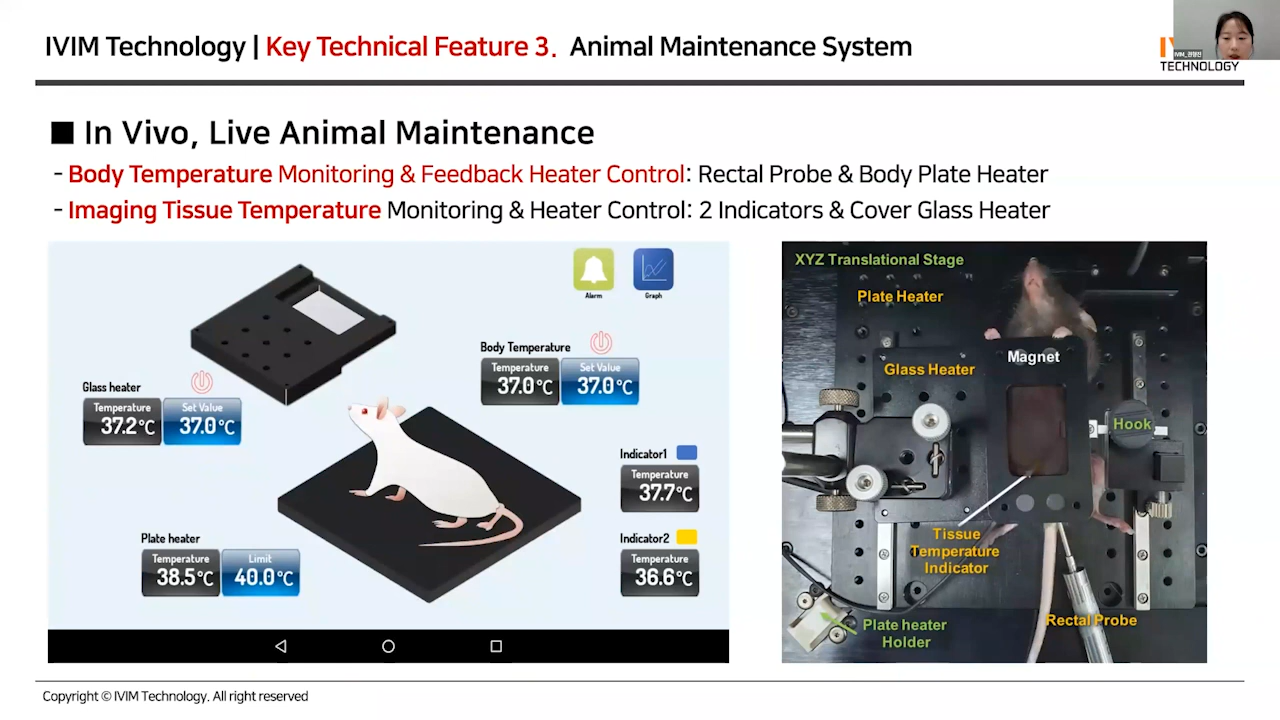 IVIM Technology | Key Technical Feature 3. Animal Maintenance System
TECHNOLOGY
■ In Vivo, Live Animal Maintenance
- Body Temperature Monitoring & Feedback Heater Control: Rectal Probe & Body Plate Heater
- Imaging Tissue Temperature Monitoring & Heater Control: 2 Indicators & Cover Glass Heater
Alarm
Graph
Glass heater
Temperature
37.2°C
Set Value
37.0°C
Body Temperature
Temperature
37.0°C
Set Value
37.0°C
Indicator1
Temperature
37.7°C
Plate heater
Temperature
38.5°C
Limit
40.0°C
Indicator2
Temperature
36.6°C
XYZ Translational Stage
Plate Heater
Magnet
Glass Heater
Hook
Tissue
Temperature
Indicator
Plate heater
Holder
Rectal Probe
Copyright © IVIM Technology. All right reserved